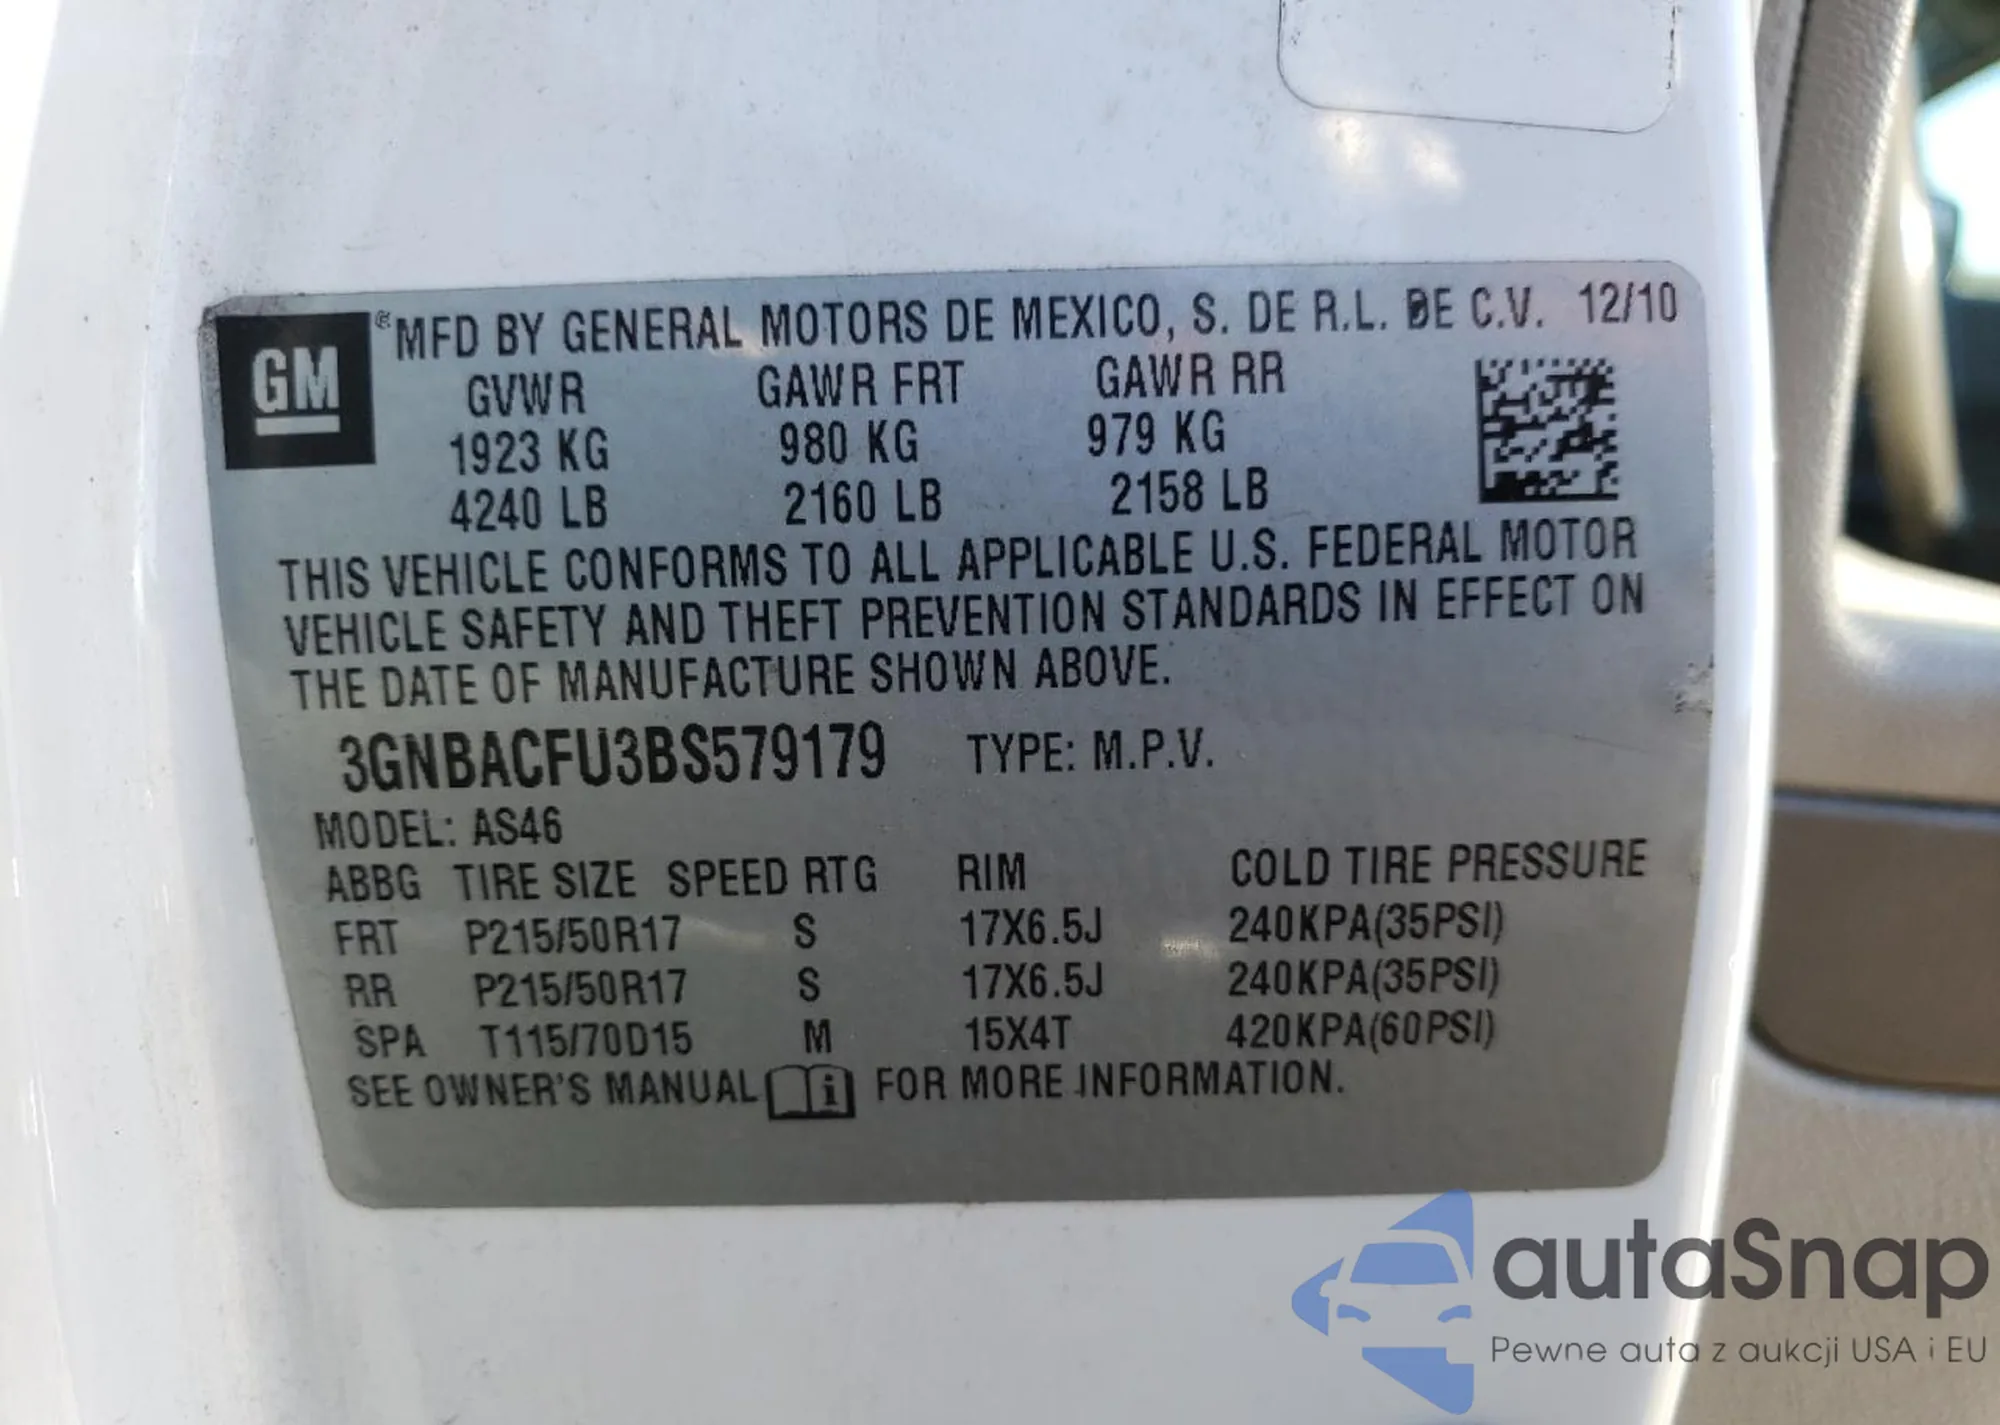 GM
® MFD BY GENERAL MOTORS DE MEXICO, S. DE R.L. DE C.V. 12/10
GVWR GAWR FRT GAWR RR
1923 KG 980 KG 979 KG
4240 LB 2160 LB 2158 LB
THIS VEHICLE CONFORMS TO ALL APPLICABLE U.S. FEDERAL MOTOR
VEHICLE SAFETY AND THEFT PREVENTION STANDARDS IN EFFECT ON
THE DATE OF MANUFACTURE SHOWN ABOVE.
3GNBACFU3BS579179 TYPE: M.P.V.
MODEL: AS46
ABBG TIRE SIZE SPEED RTG RIM COLD TIRE PRESSURE
FRT P215/50R17 S 17X6.5J 240KPA(35PSI)
RR P215/50R17 S 17X6.5J 240KPA(35PSI)
SPA T115/70D15 M 15X4T 420KPA(60PSI)
SEE OWNER'S MANUAL i FOR MORE INFORMATION.
autaSnap
Pewne auta z aukcji USA i EU